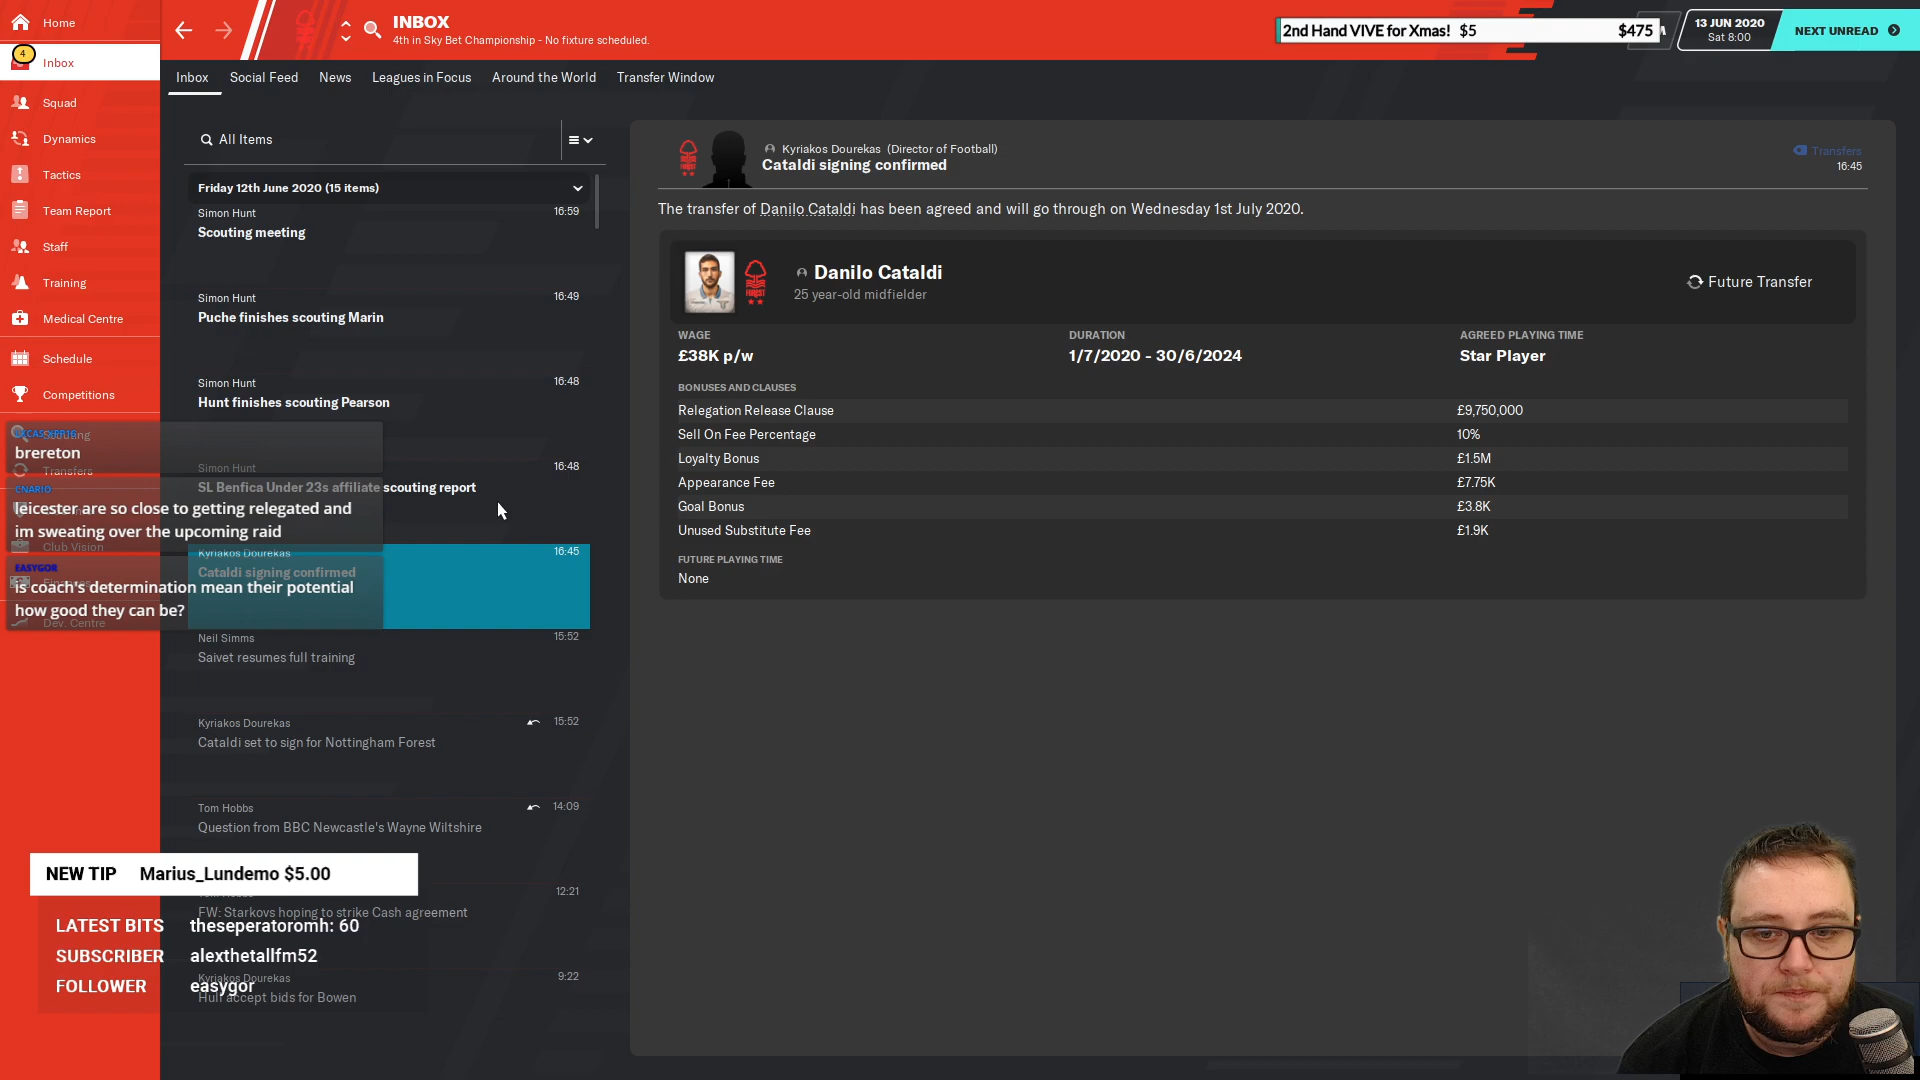 Home
INBOX
4th in Sky Bet Championship - No fixture scheduled.
2nd Hand VIVE for Xmas! $5 $475
13 JUN 2020
Sat 8:00
NEXT UNREAD
4
Inbox
Squad
Dynamics
Tactics
Team Report
Staff
Training
Medical Centre
Schedule
Competitions
Transfers
Club Vision
Dev. Centre
Inbox Social Feed News Leagues in Focus Around the World Transfer Window
All Items
Friday 12th June 2020 (15 items)
Simon Hunt 16:59
Scouting meeting
Simon Hunt 16:49
Puche finishes scouting Marin
Simon Hunt 16:48
Hunt finishes scouting Pearson
Simon Hunt 16:48
SL Benfica Under 23s affiliate scouting report
Kyriakos Dourekas 16:45
Cataldi signing confirmed
Neil Simms 15:52
Saivet resumes full training
Kyriakos Dourekas 15:52
Cataldi set to sign for Nottingham Forest
Tom Hobbs 14:09
Question from BBC Newcastle's Wayne Wiltshire
12:21
FW: Starkovs hoping to strike Cash agreement
Kyriakos Dourekas 9:22
Hull accept bids for Bowen
brereton
CNARIO
leicester are so close to getting relegated and
im sweating over the upcoming raid
EASYGOR
is coach's determination mean their potential
how good they can be?
NEW TIP Marius_Lundemo $5.00
LATEST BITS theseperatoromh: 60
SUBSCRIBER alexthetallfm52
FOLLOWER easygor
Kyriakos Dourekas (Director of Football)
Cataldi signing confirmed
Transfers
16:45
The transfer of Danilo Cataldi has been agreed and will go through on Wednesday 1st July 2020.
FOREST
Danilo Cataldi
25 year-old midfielder
Future Transfer
WAGE DURATION AGREED PLAYING TIME
£38K p/w 1/7/2020 - 30/6/2024 Star Player
BONUSES AND CLAUSES
Relegation Release Clause £9,750,000
Sell On Fee Percentage 10%
Loyalty Bonus £1.5M
Appearance Fee £7.75K
Goal Bonus £3.8K
Unused Substitute Fee £1.9K
FUTURE PLAYING TIME
None